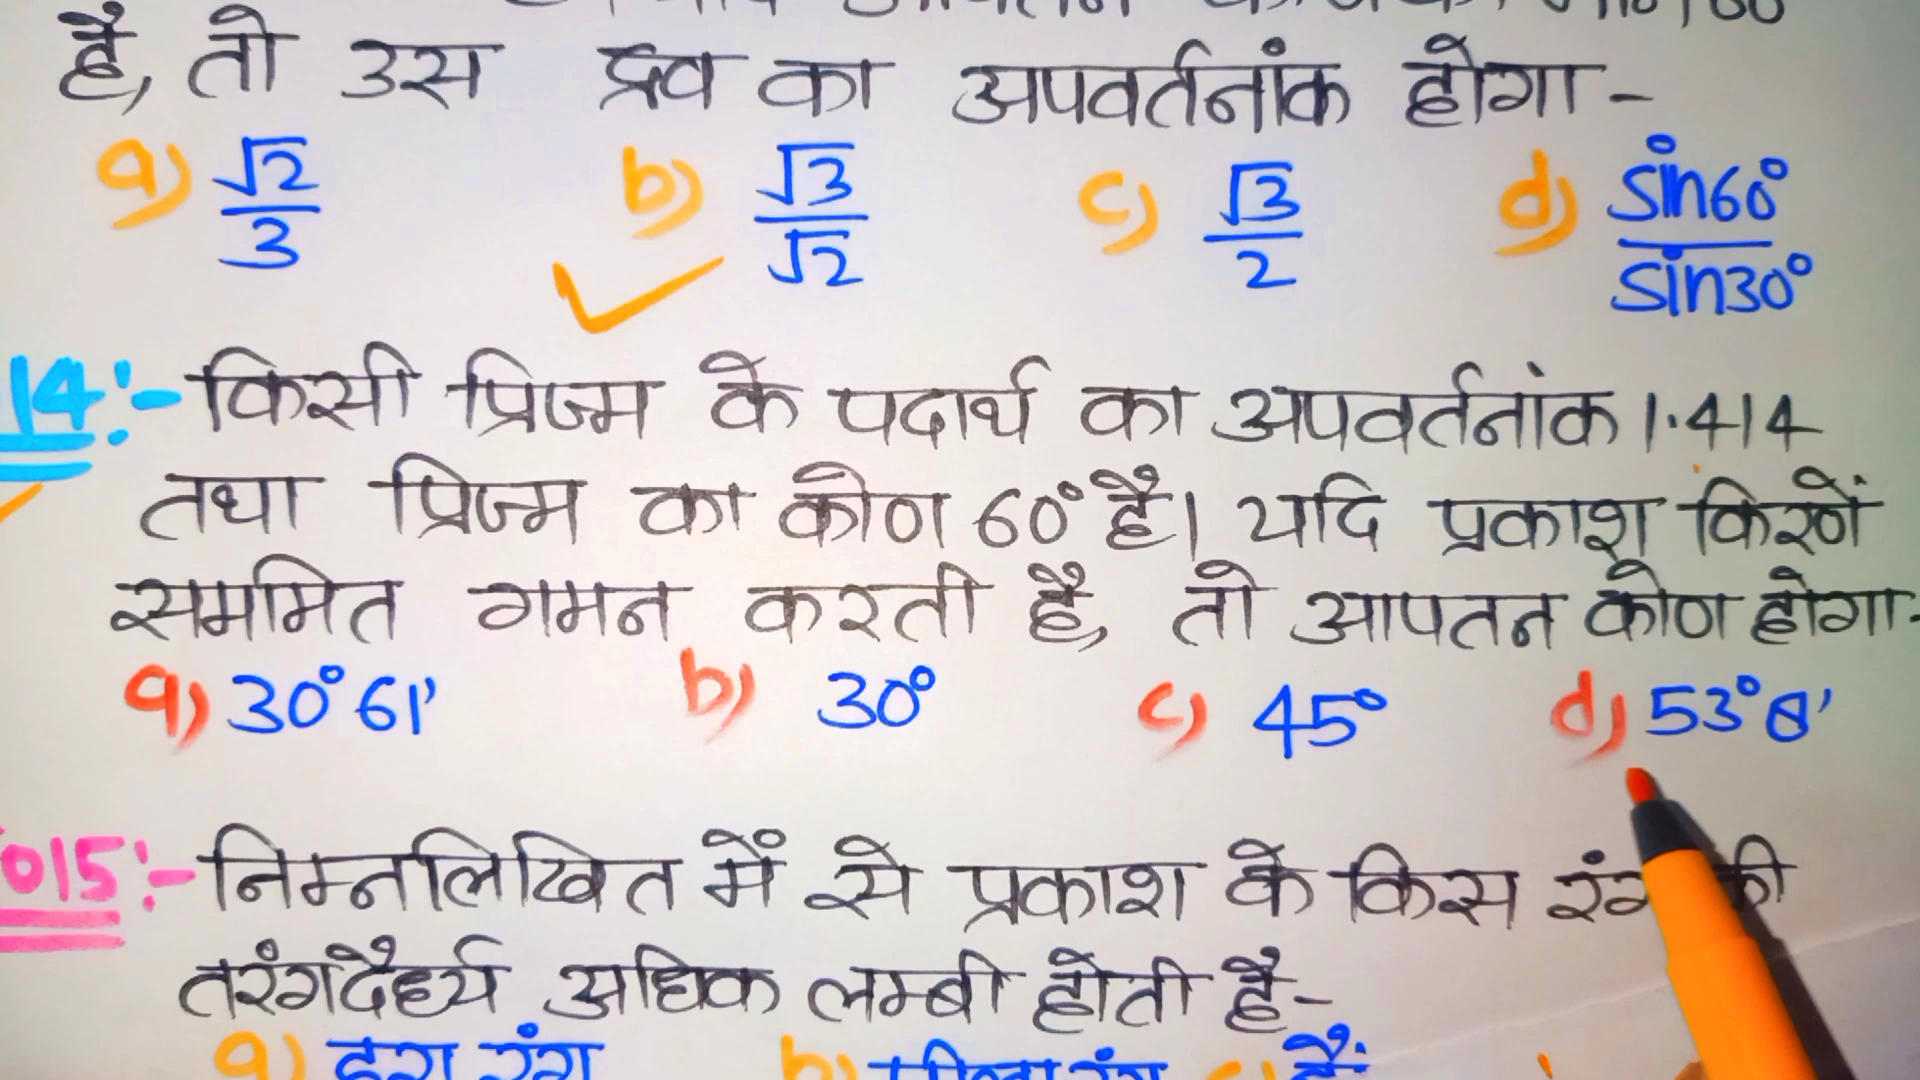 है, तो उस द्रव का अपवर्तनांक होगा-
a) √2/3 b) √3/√2 c) √3/2 d) sin60°/sin30°
14:- किसी प्रिज्म के पदार्थ का अपवर्तनांक 1.414
तथा प्रिज्म का कोण 60° है। यदि प्रकाश किरणें
सममित गमन करती है, तो आपतन कोण होगा-
a) 30°61' b) 30° c) 45° d) 53°8'
015:- निम्नलिखित में से प्रकाश के किस रंग की
तरंगदैर्ध्य अधिक लम्बी होती है-
a) हरा रंग b) पीला रंग c)